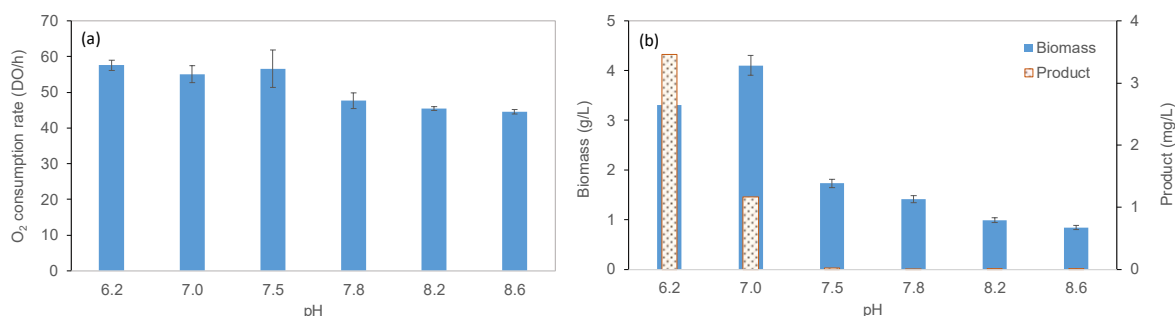 (a)
O2 consumption rate (DO/h)
70
60
50
40
30
20
10
0
6.2 7.0 7.5 7.8 8.2 8.6
pH
(b)
Biomass
Product
Biomass (g/L)
5
4
3
2
1
0
Product (mg/L)
4
3
2
1
0
6.2 7.0 7.5 7.8 8.2 8.6
pH